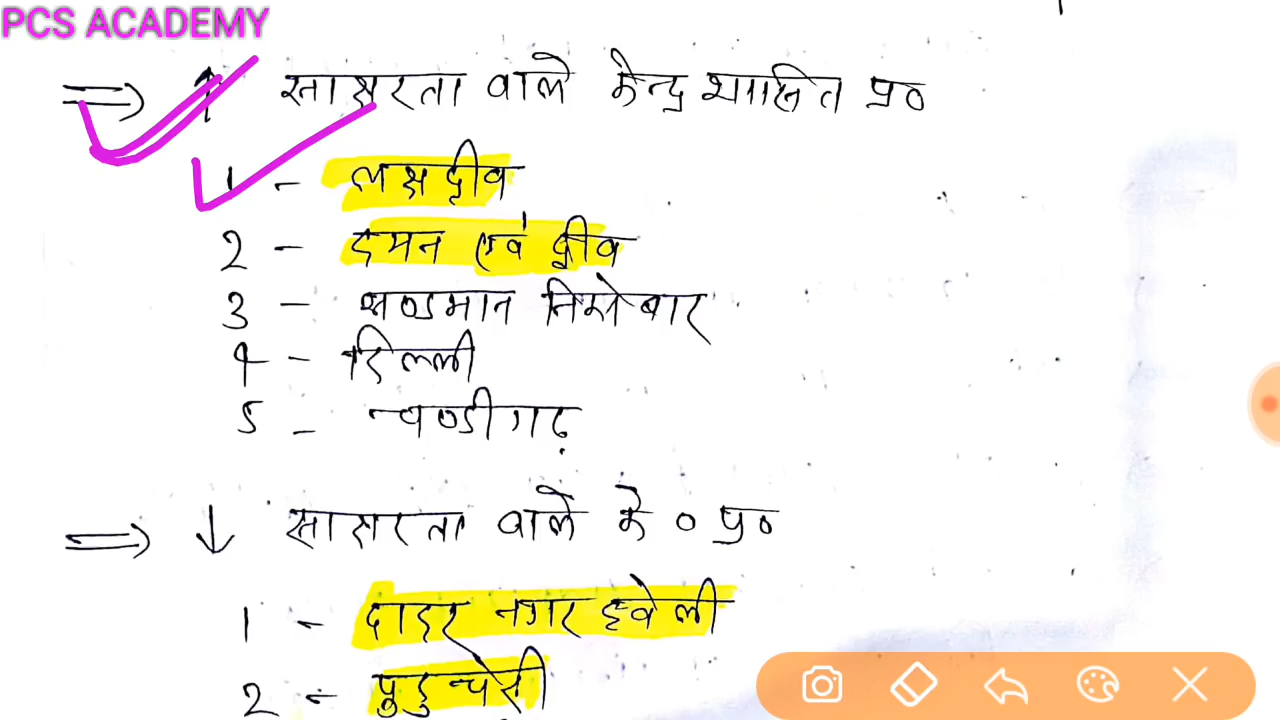 PCS ACADEMY
⇒ ↑ साक्षरता वाले केन्द्र शासित प्र०
1 - लक्षद्वीप
2 - दमन एवं द्वीव
3 - अण्डमान निकोबार
4 - दिल्ली
5 - चण्डीगढ़
⇒ ↓ साक्षरता वाले के० प्र०
1 - दादर नगर हवेली
2 - पुडुचेरी